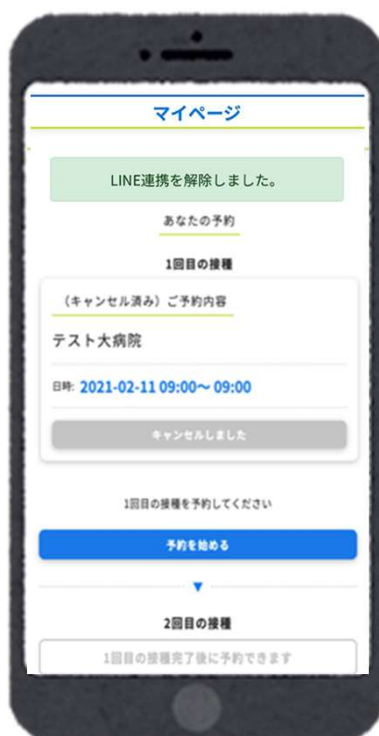 マイページ
LINE連携を解除しました。
あなたの予約
1回目の接種
（キャンセル済み）ご予約内容
テスト大病院
日時: 2021-02-11 09:00～ 09:00
キャンセルしました
1回目の接種を予約してください
予約を始める
2回目の接種
1回目の接種完了後に予約できます